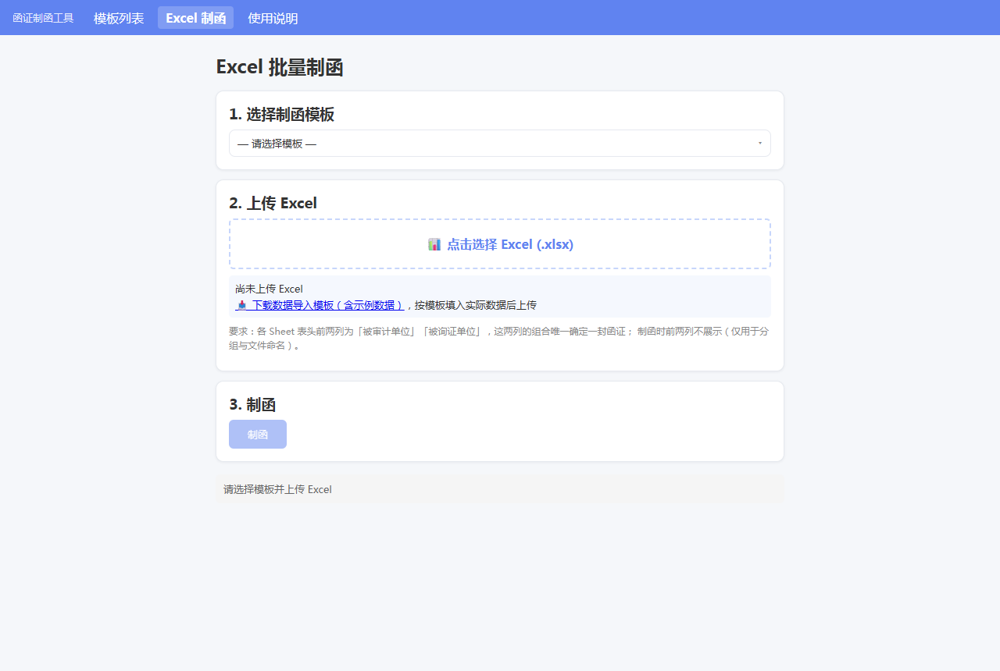 函证制函工具 模板列表 Excel 制函 使用说明
Excel 批量制函
1. 选择制函模板
— 请选择模板 —
2. 上传 Excel
点击选择 Excel (.xlsx)
尚未上传 Excel
下载数据导入模板（含示例数据），按模板填入实际数据后上传
要求：各 Sheet 表头前两列为「被审计单位」「被询证单位」，这两列的组合唯一确定一封函证； 制函时前两列不展示（仅用于分
组与文件命名）。
3. 制函
制函
请选择模板并上传 Excel